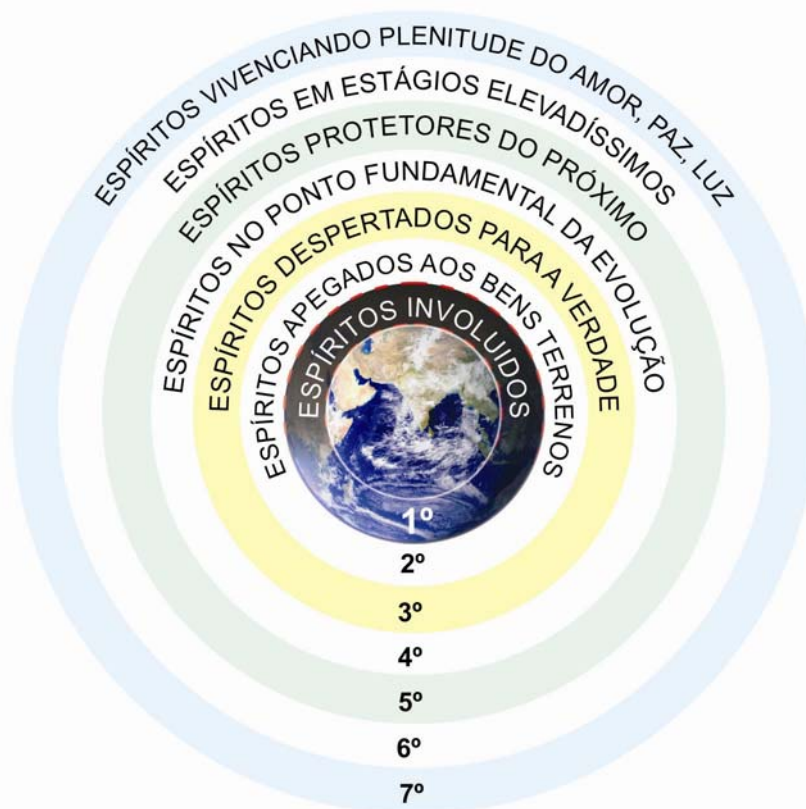 ESPÍRITOS VIVENCIANDO PLENITUDE DO AMOR, PAZ, LUZ
ESPÍRITOS EM ESTÁGIOS ELEVADÍSSIMOS
ESPÍRITOS PROTETORES DO PRÓXIMO
ESPÍRITOS NO PONTO FUNDAMENTAL DA EVOLUÇÃO
ESPÍRITOS DESPERTADOS PARA A VERDADE
ESPÍRITOS APEGADOS AOS BENS TERRENOS
ESPÍRITOS INVOLUIDOS
1º
2º
3º
4º
5º
6º
7º